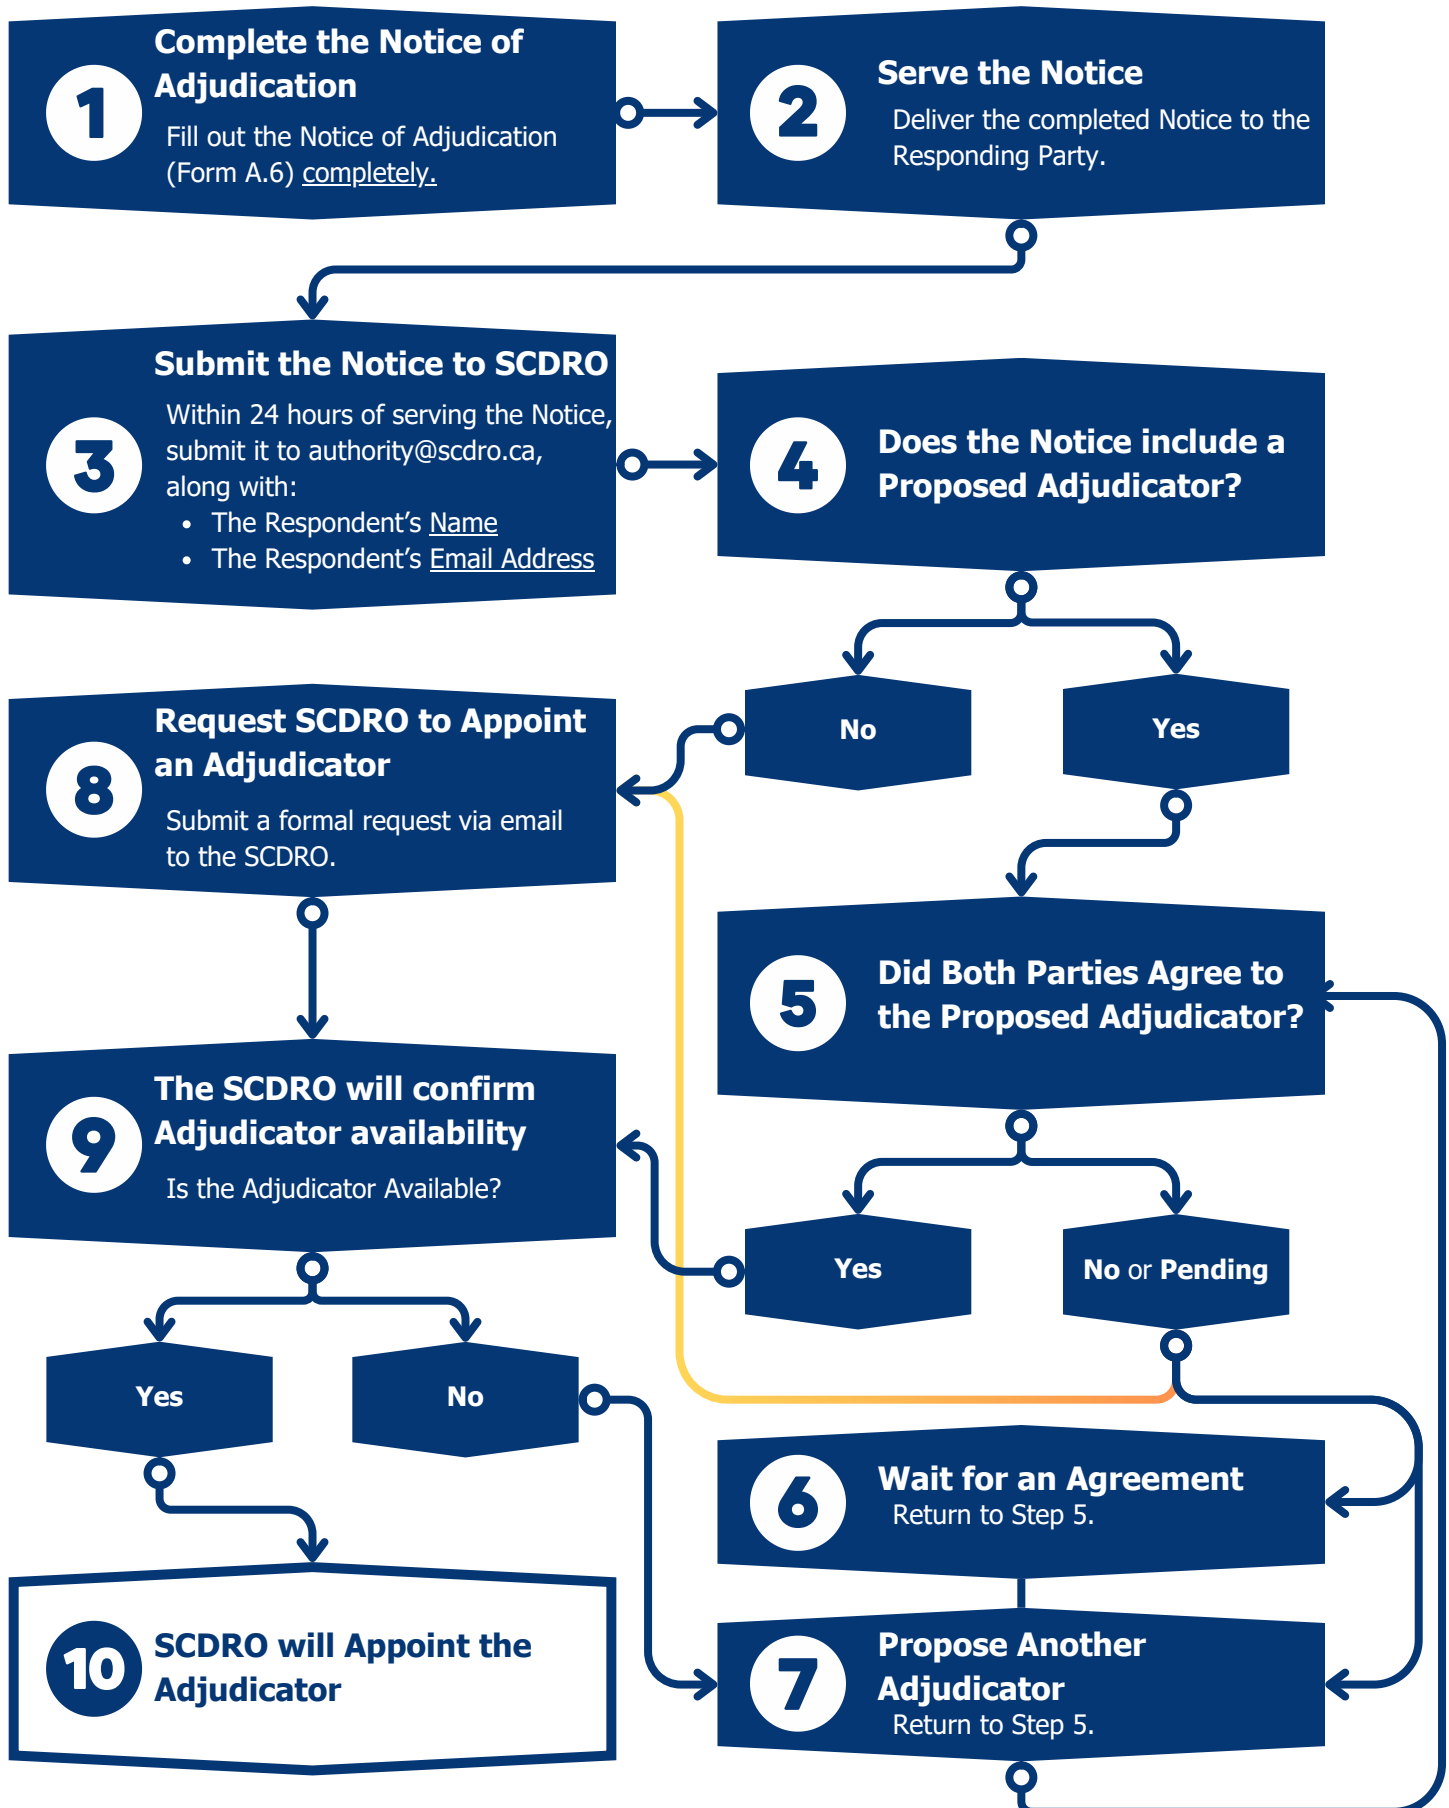 1
Complete the Notice of
Adjudication
Fill out the Notice of Adjudication
(Form A.6) completely.
2
Serve the Notice
Deliver the completed Notice to the
Responding Party.
3
Submit the Notice to SCDRO
Within 24 hours of serving the Notice,
submit it to authority@scdro.ca,
along with:
• The Respondent’s Name
• The Respondent’s Email Address
4
Does the Notice include a
Proposed Adjudicator?
No
Yes
5
Did Both Parties Agree to
the Proposed Adjudicator?
Yes
No or Pending
6
Wait for an Agreement
Return to Step 5.
7
Propose Another
Adjudicator
Return to Step 5.
8
Request SCDRO to Appoint
an Adjudicator
Submit a formal request via email
to the SCDRO.
9
The SCDRO will confirm
Adjudicator availability
Is the Adjudicator Available?
Yes
No
10
SCDRO will Appoint the
Adjudicator